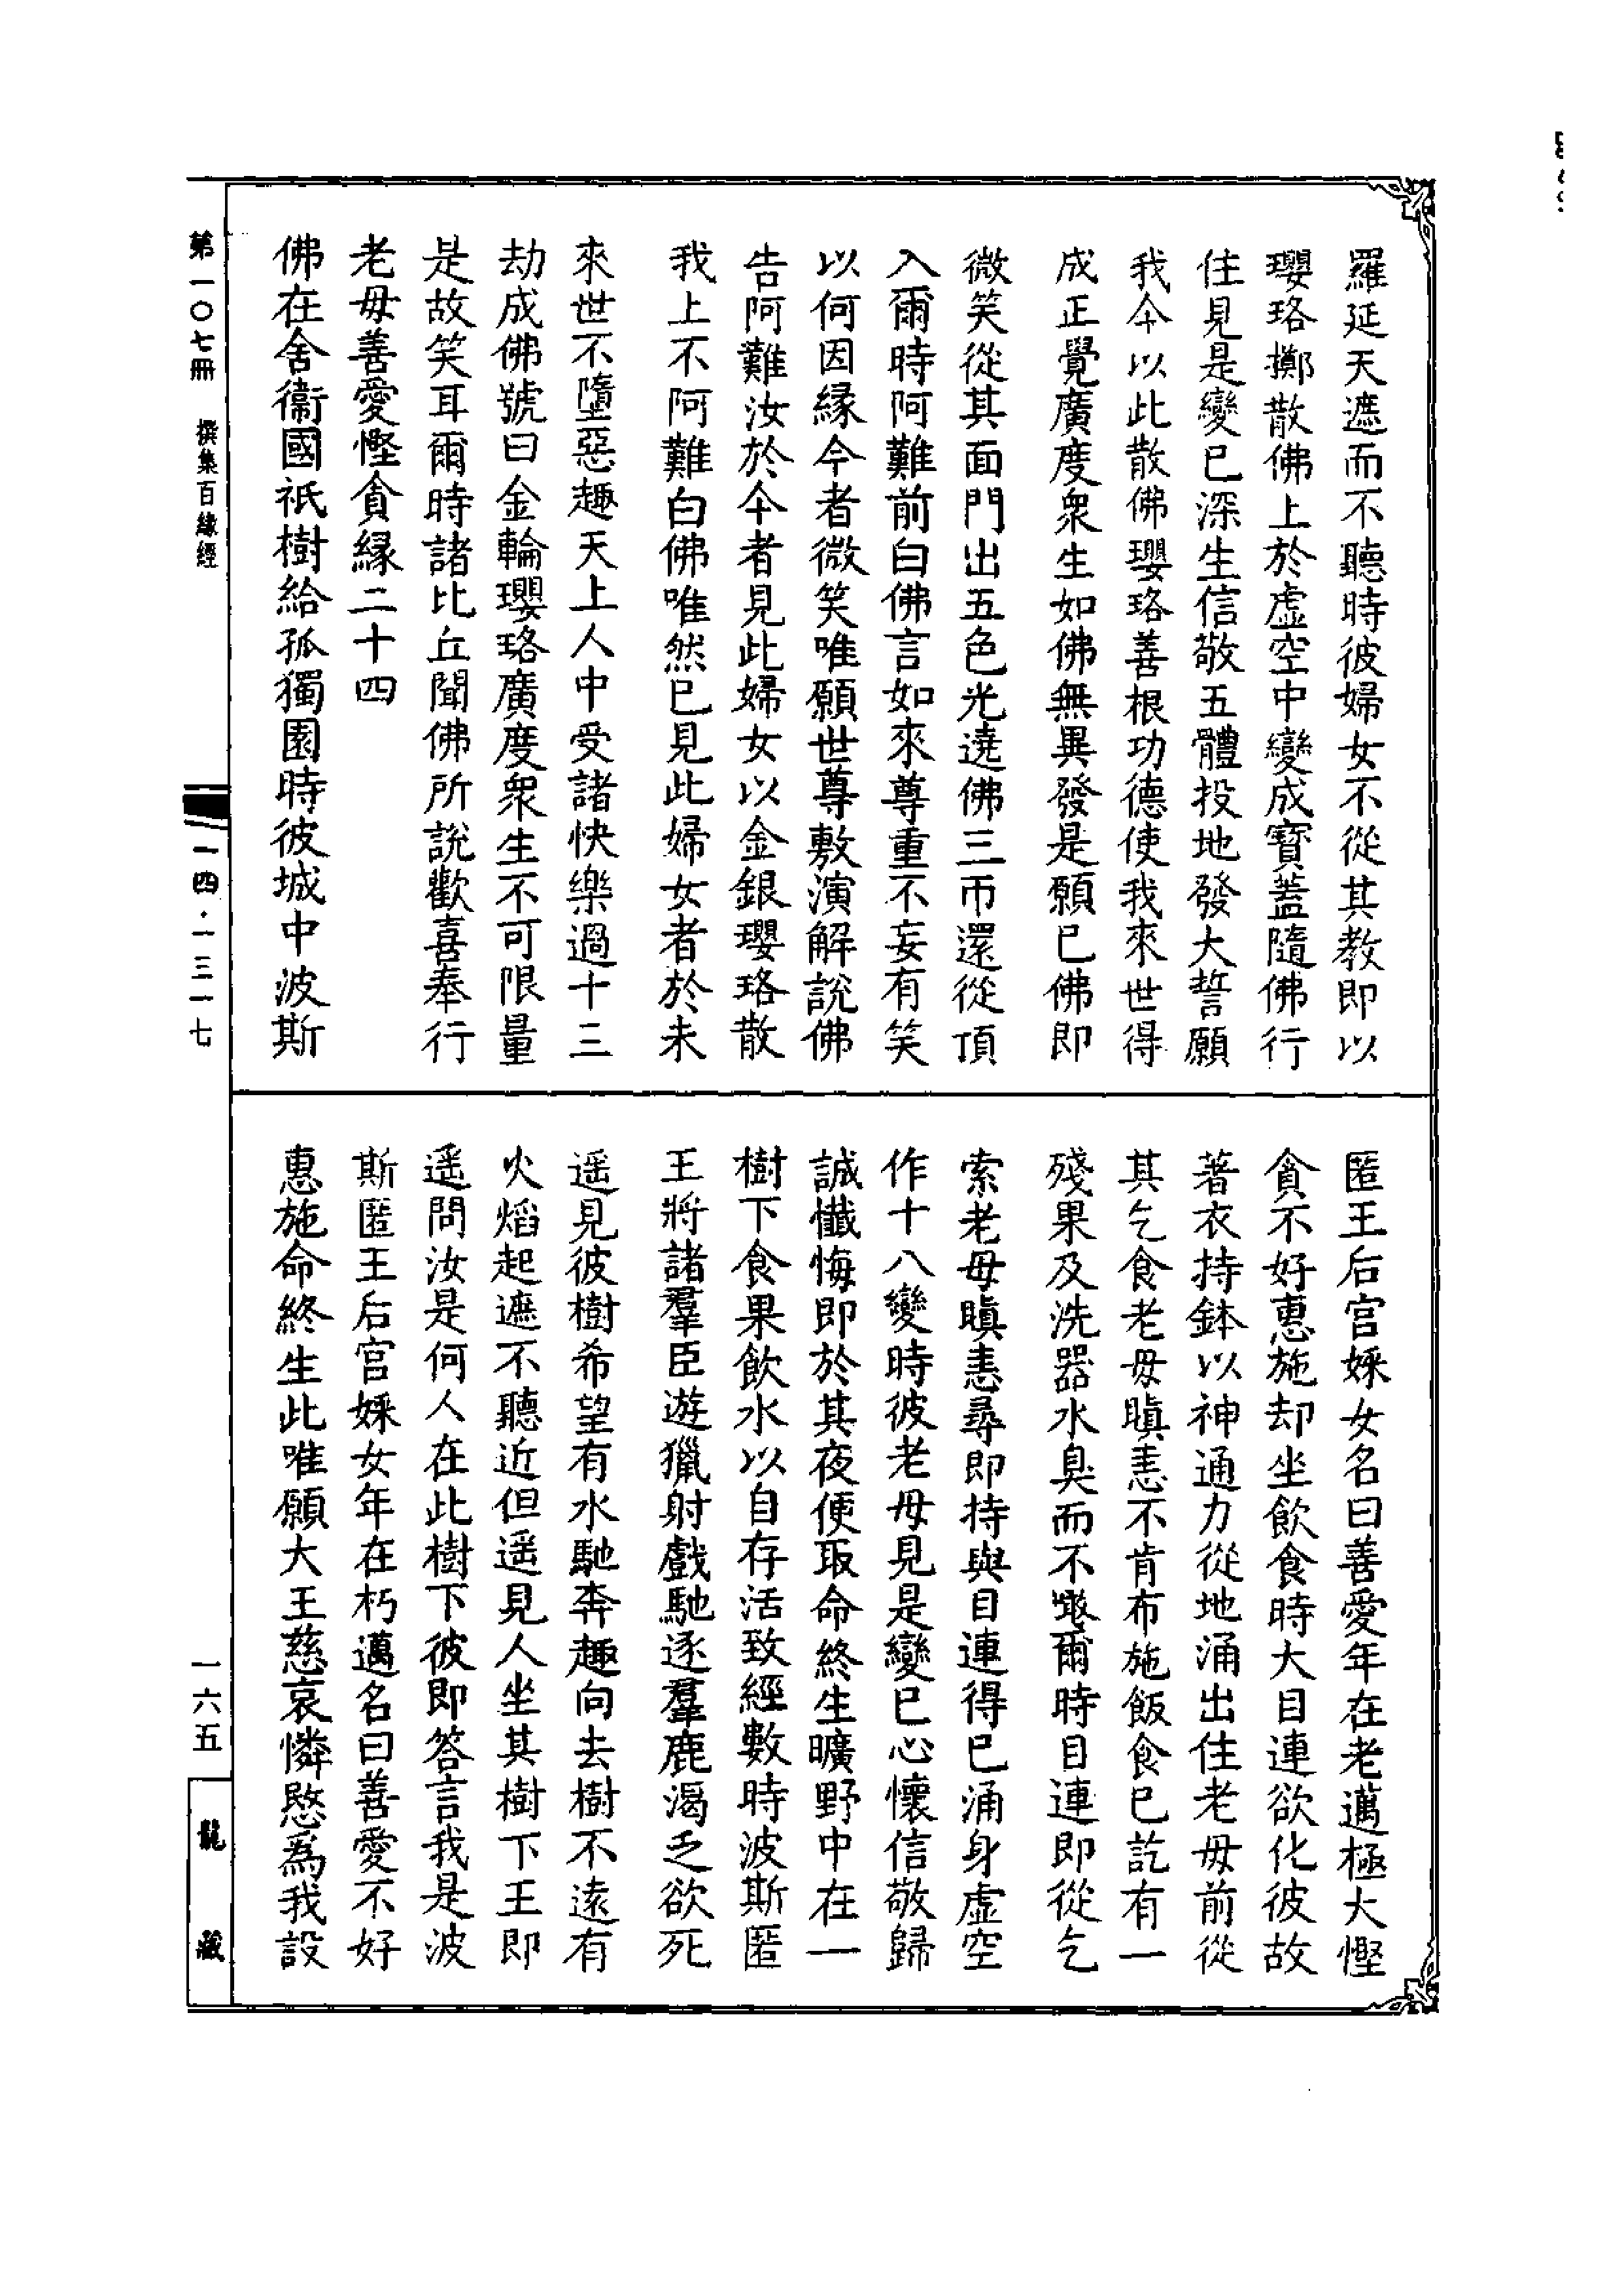 羅延天遮而不聽時彼婦女不從其教即以
瓔珞擲散佛上於虛空中變成寶蓋隨佛行
住見是變已深生信敬五體投地發大誓願
我今以此散佛瓔珞善根功德使我來世得
成正覺廣度衆生如佛無異發是願已佛即
微笑從其面門出五色光遶佛三帀還從頂
入爾時阿難前白佛言如來尊重不妄有笑
以何因緣今者微笑唯願世尊敷演解說佛
告阿難汝於今者見此婦女以金銀瓔珞散
我上不阿難白佛唯然已見此婦女者於未
來世不墮惡趣天上人中受諸快樂過十三
劫成佛號曰金輪瓔珞廣度衆生不可限量
是故笑耳爾時諸比丘聞佛所說歡喜奉行
老母善愛慳貪緣二十四
佛在舍衛國祇樹給孤獨園時彼城中波斯
匿王后宮婇女名曰善愛年在老邁極大慳
貪不好惠施却坐飲食時大目連欲化彼故
著衣持鉢以神通力從地涌出住老母前從
其乞食老母瞋恚不肯布施飯食已訖有一
殘果及洗器水臭而不噉爾時目連即從乞
索老母瞋恚尋即持與目連得已涌身虛空
作十八變時彼老母見是變已心懷信敬歸
誠懺悔即於其夜便取命終生曠野中在一
樹下食果飲水以自存活致經數時波斯匿
王將諸羣臣遊獵射戲馳逐羣鹿渴乏欲死
遥見彼樹希望有水馳奔趣向去樹不遠有
火焰起遮不聽近但遥見人坐其樹下王即
遥問汝是何人在此樹下彼即答言我是波
斯匿王后宮婇女年在朽邁名曰善愛不好
惠施命終生此唯願大王慈哀憐愍爲我設
第一〇七冊　撰集百緣經
一四·一三一七
一六五
龍藏